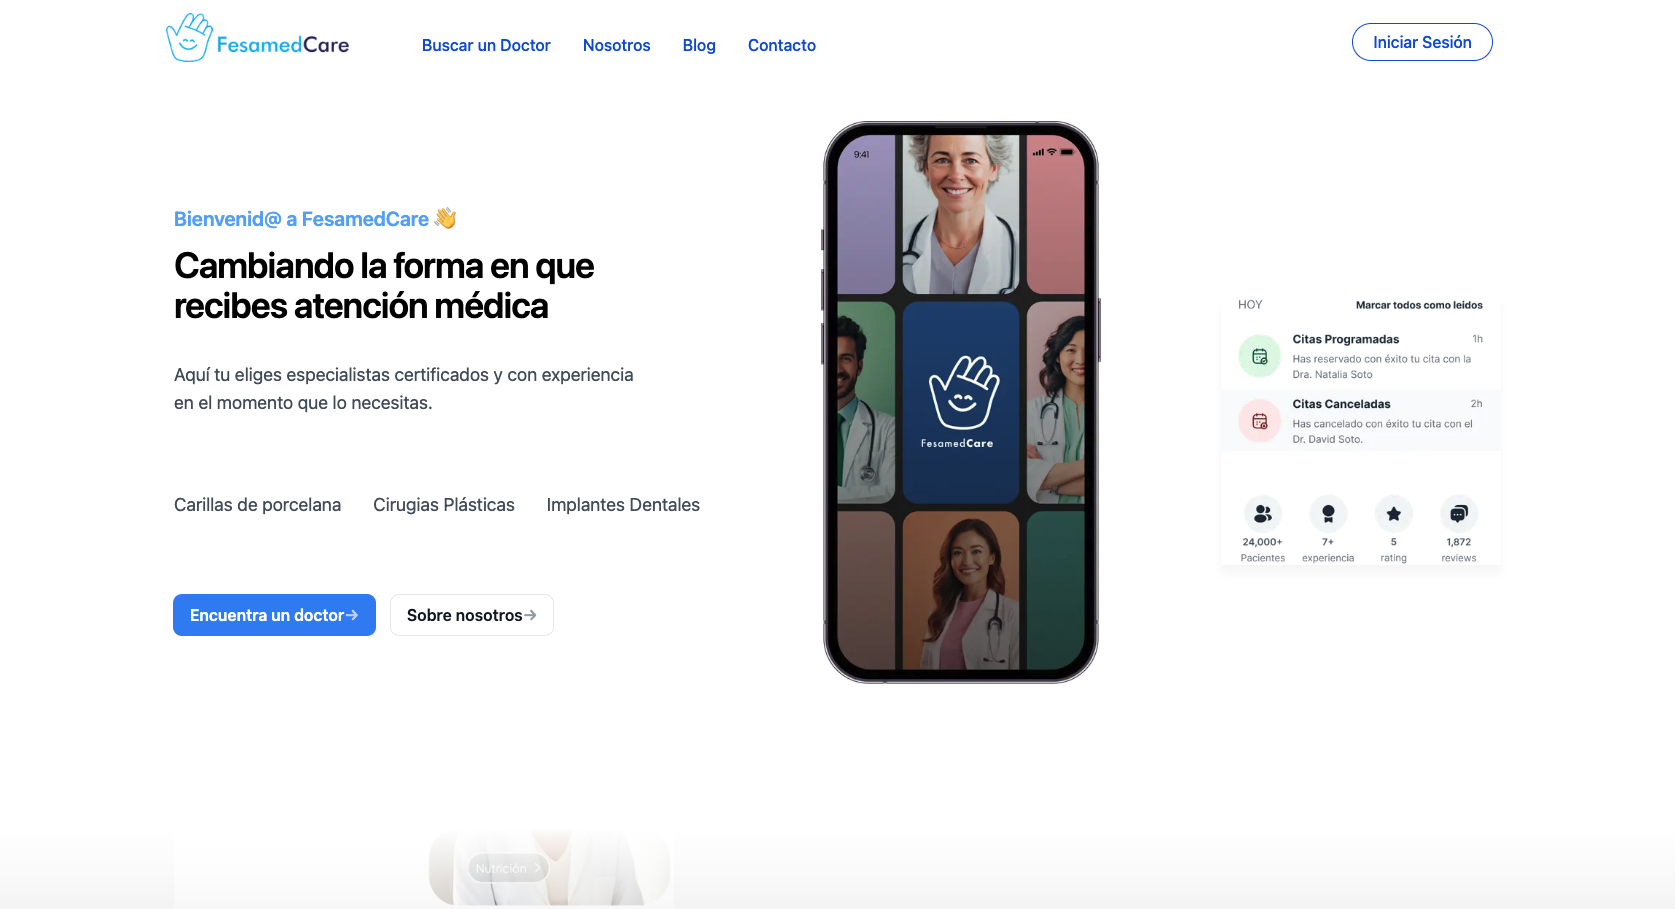 FesamedCare
Buscar un Doctor
Nosotros
Blog
Contacto
Iniciar Sesión
Bienvenid@ a FesamedCare 👋
Cambiando la forma en que
recibes atención médica
Aquí tu eliges especialistas certificados y con experiencia
en el momento que lo necesitas.
Carillas de porcelana
Cirugias Plásticas
Implantes Dentales
Encuentra un doctor→
Sobre nosotros→
9:41
FesamedCare
HOY
Marcar todos como leidos
Citas Programadas
1h
Has reservado con éxito tu cita con la
Dra. Natalia Soto
Citas Canceladas
2h
Has cancelado con éxito tu cita con el
Dr. David Soto.
24,000+
Pacientes
7+
experiencia
5
rating
1,872
reviews
Nutrición >